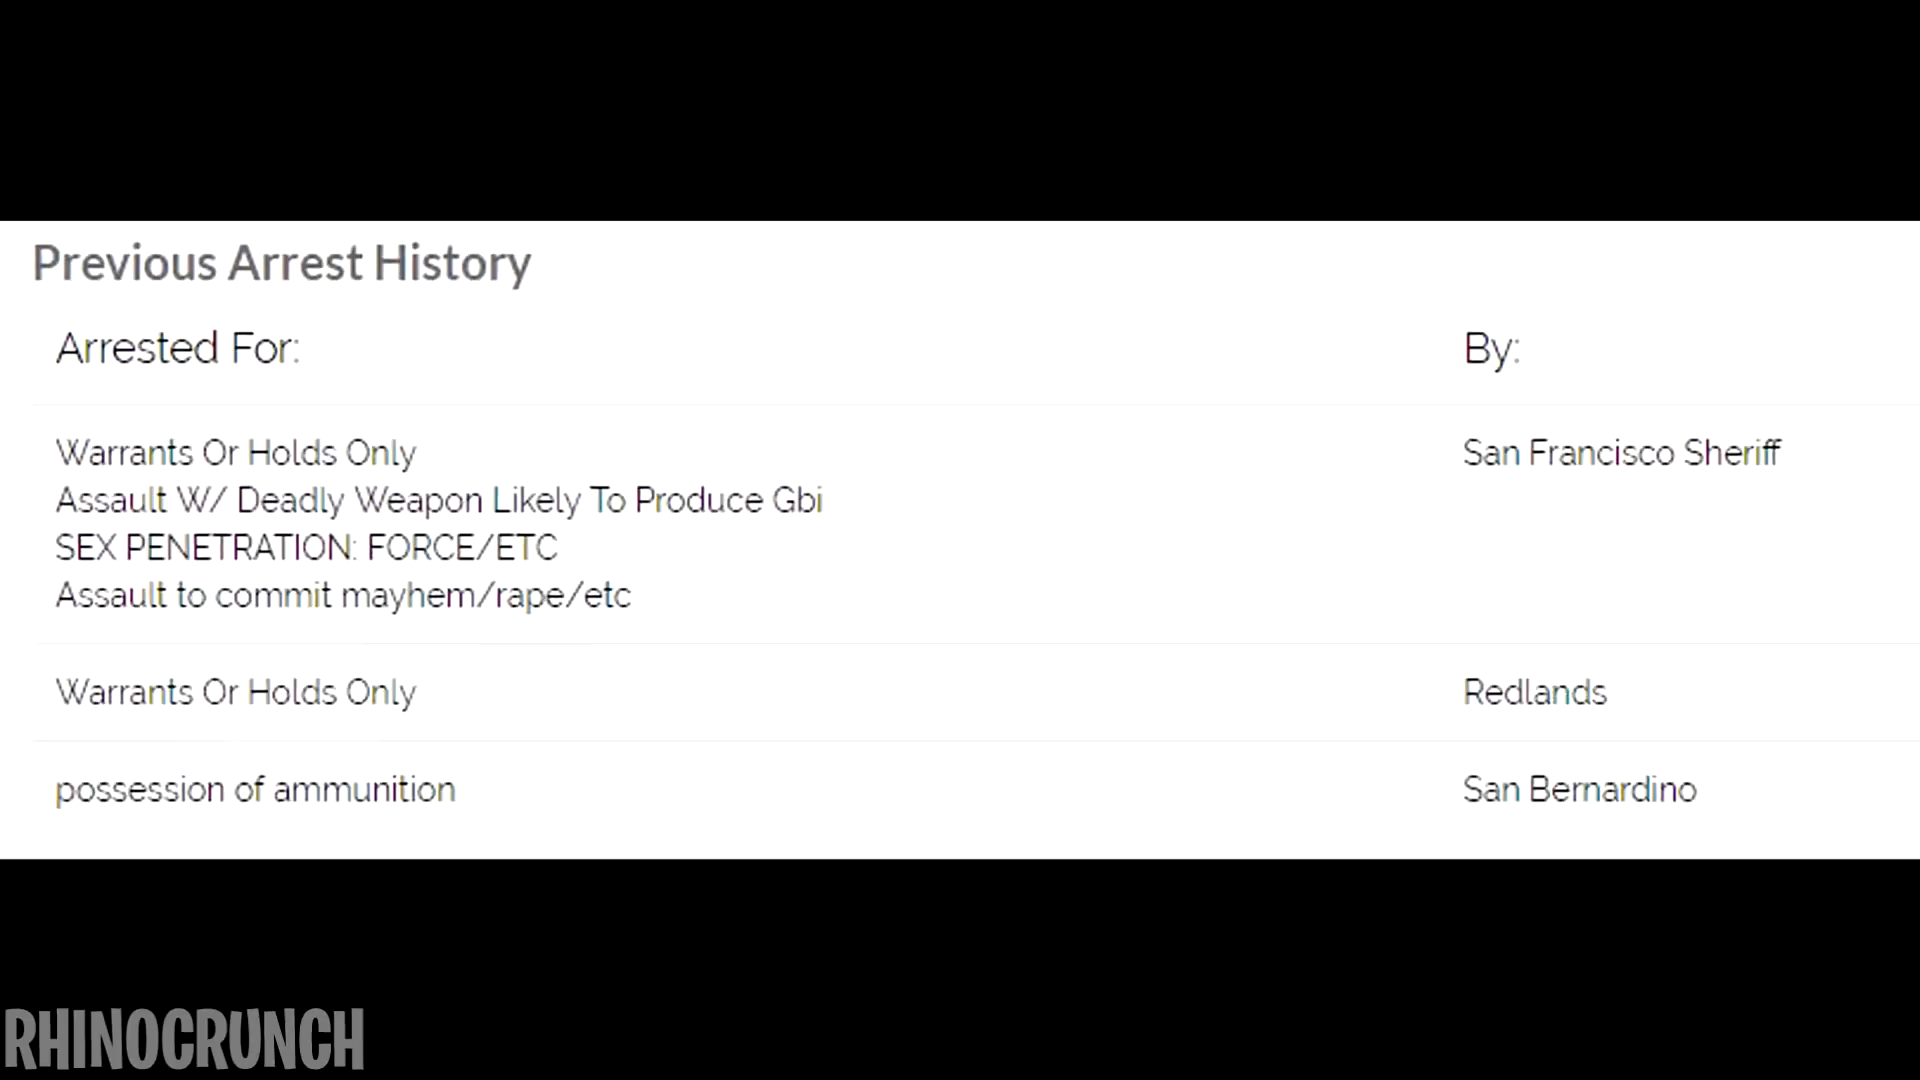 Previous Arrest History
Arrested For: By:
Warrants Or Holds Only San Francisco Sheriff
Assault W/ Deadly Weapon Likely To Produce Gbi
SEX PENETRATION: FORCE/ETC
Assault to commit mayhem/rape/etc
Warrants Or Holds Only Redlands
possession of ammunition San Bernardino
RHINOCRUNCH